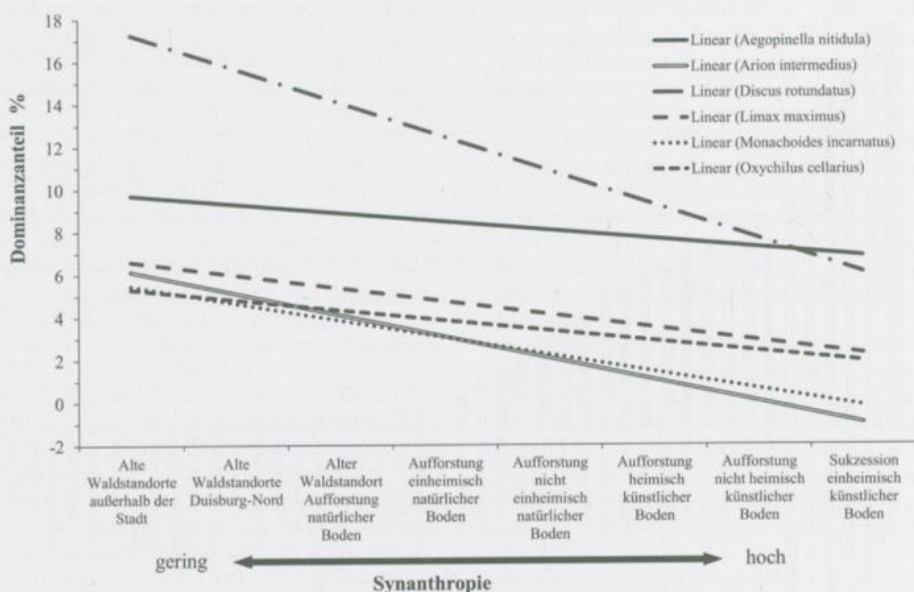 18
16
14
12
10
8
6
4
2
0
-2
Dominanzanteil %
Linear (Aegopinella nitidula)
Linear (Arion intermedius)
Linear (Discus rotundatus)
Linear (Limax maximus)
Linear (Monachoides incarnatus)
Linear (Oxychilus cellarius)
Alte
Waldstandorte
außerhalb der
Stadt
Alte
Waldstandorte
Duisburg-Nord
Alter
Waldstandort
Aufforstung
natürlicher
Boden
Aufforstung
einheimisch
natürlicher
Boden
Aufforstung
nicht
einheimisch
natürlicher
Boden
Aufforstung
heimisch
künstlicher
Boden
Aufforstung
nicht heimisch
künstlicher
Boden
Sukzession
einheimisch
künstlicher
Boden
gering
hoch
Synanthropie